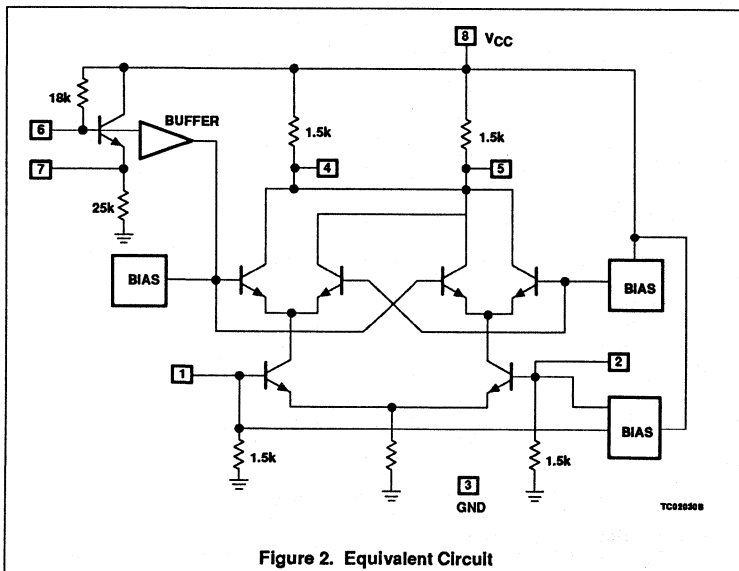 8 VCC
18k
BUFFER
6
1.5k
1.5k
7
4
5
25k
BIAS
BIAS
1
2
BIAS
1.5k
1.5k
3
GND
TC02030B
Figure 2. Equivalent Circuit